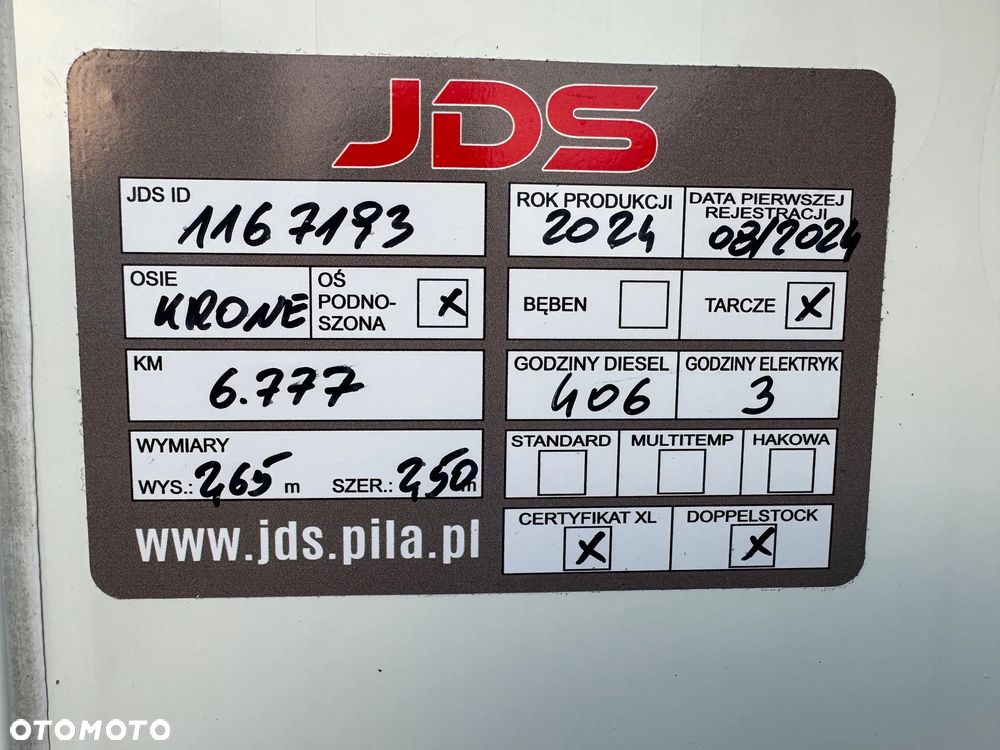 JDS
JDS ID
1167193
ROK PRODUKCJI
2024
DATA PIERWSZEJ
REJESTRACJI
08/2024
OSIE
KRONE
OŚ
PODNO-
SZONA
X
BĘBEN
TARCZE
X
KM
6.777
GODZINY DIESEL
406
GODZINY ELEKTRYK
3
WYMIARY
WYS.: 2,65 m
SZER.: 2,50 m
STANDARD
MULTITEMP
HAKOWA
www.jds.pila.pl
CERTYFIKAT XL
X
DOPPELSTOCK
X
OTOMOTO